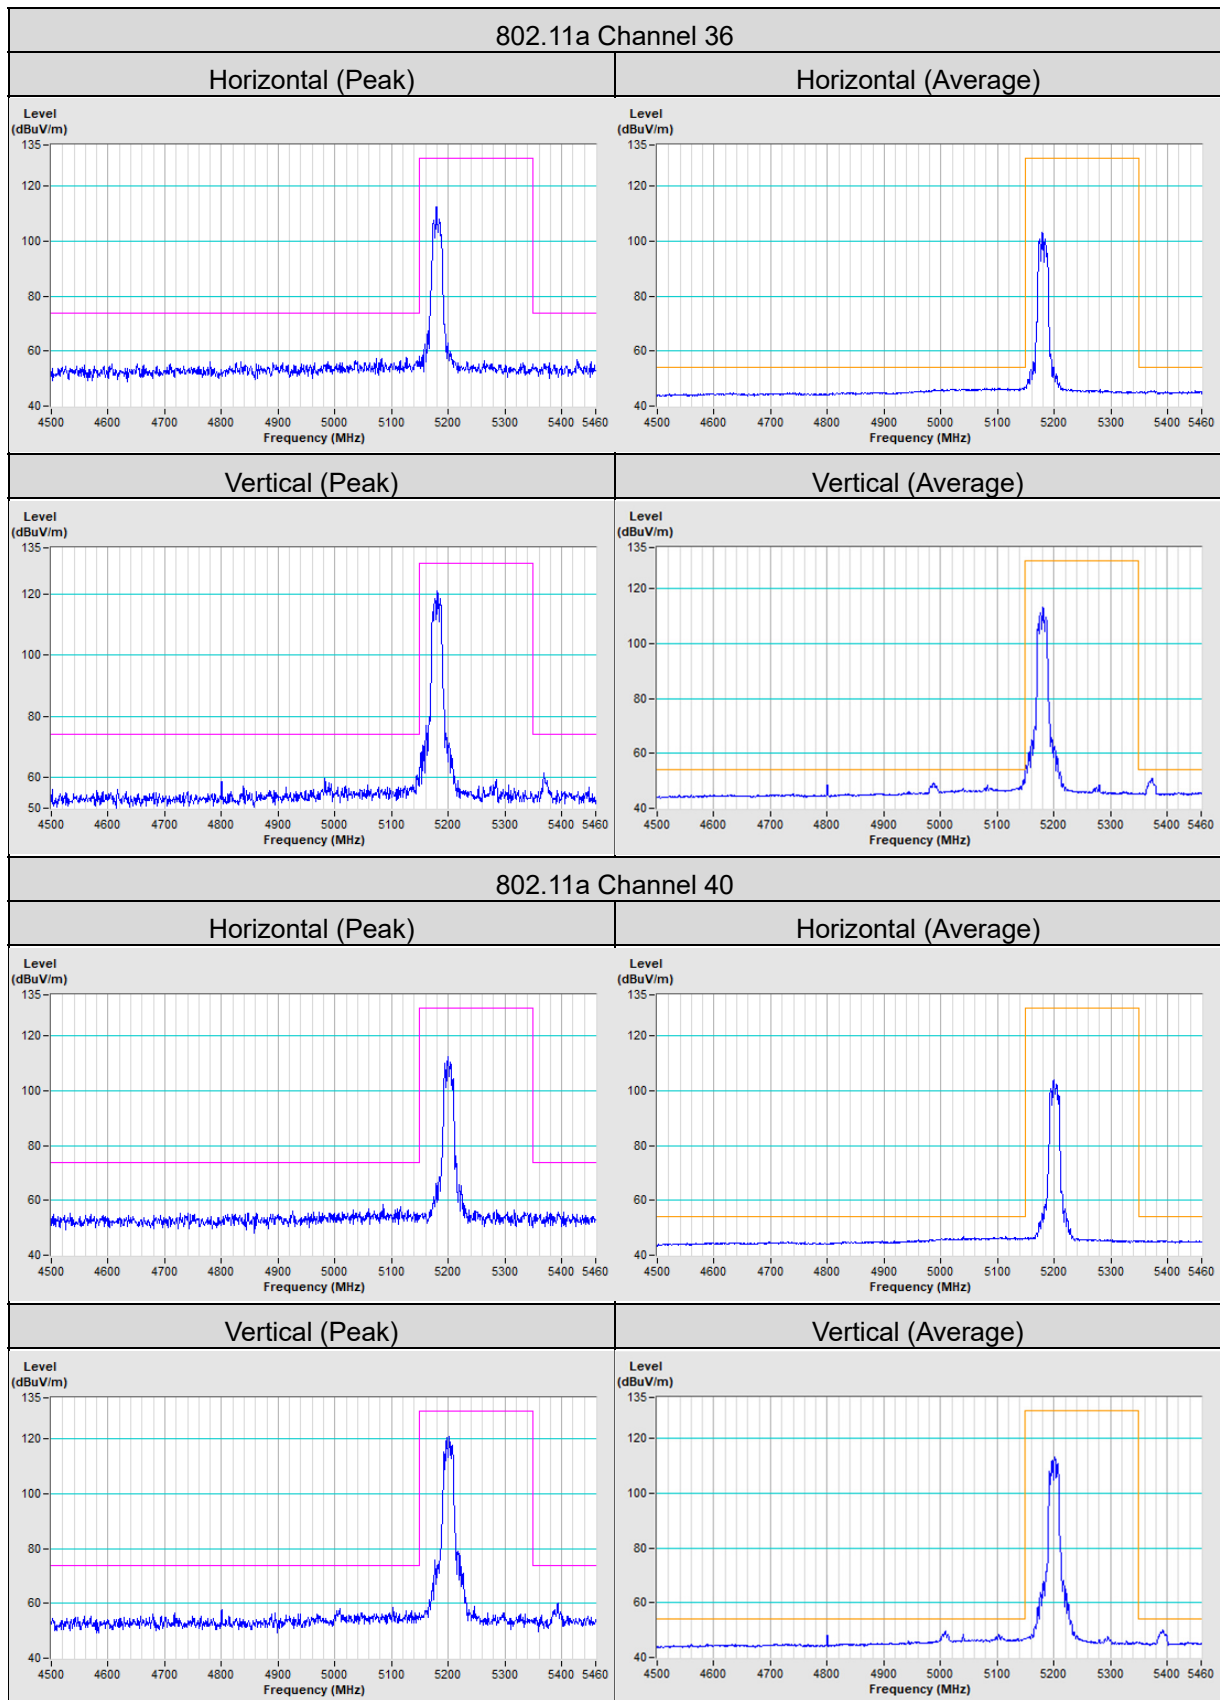 802.11a Channel 36
Horizontal (Peak)
Horizontal (Average)
Level
(dBuV/m)
135
120
100
80
60
40
4500 4600 4700 4800 4900 5000 5100 5200 5300 5400 5460
Frequency (MHz)
Level
(dBuV/m)
135
120
100
80
60
40
4500 4600 4700 4800 4900 5000 5100 5200 5300 5400 5460
Frequency (MHz)
Vertical (Peak)
Vertical (Average)
Level
(dBuV/m)
135
120
100
80
60
50
4500 4600 4700 4800 4900 5000 5100 5200 5300 5400 5460
Frequency (MHz)
Level
(dBuV/m)
135
120
100
80
60
40
4500 4600 4700 4800 4900 5000 5100 5200 5300 5400 5460
Frequency (MHz)
802.11a Channel 40
Horizontal (Peak)
Horizontal (Average)
Level
(dBuV/m)
135
120
100
80
60
40
4500 4600 4700 4800 4900 5000 5100 5200 5300 5400 5460
Frequency (MHz)
Level
(dBuV/m)
135
120
100
80
60
40
4500 4600 4700 4800 4900 5000 5100 5200 5300 5400 5460
Frequency (MHz)
Vertical (Peak)
Vertical (Average)
Level
(dBuV/m)
135
120
100
80
60
40
4500 4600 4700 4800 4900 5000 5100 5200 5300 5400 5460
Frequency (MHz)
Level
(dBuV/m)
135
120
100
80
60
40
4500 4600 4700 4800 4900 5000 5100 5200 5300 5400 5460
Frequency (MHz)